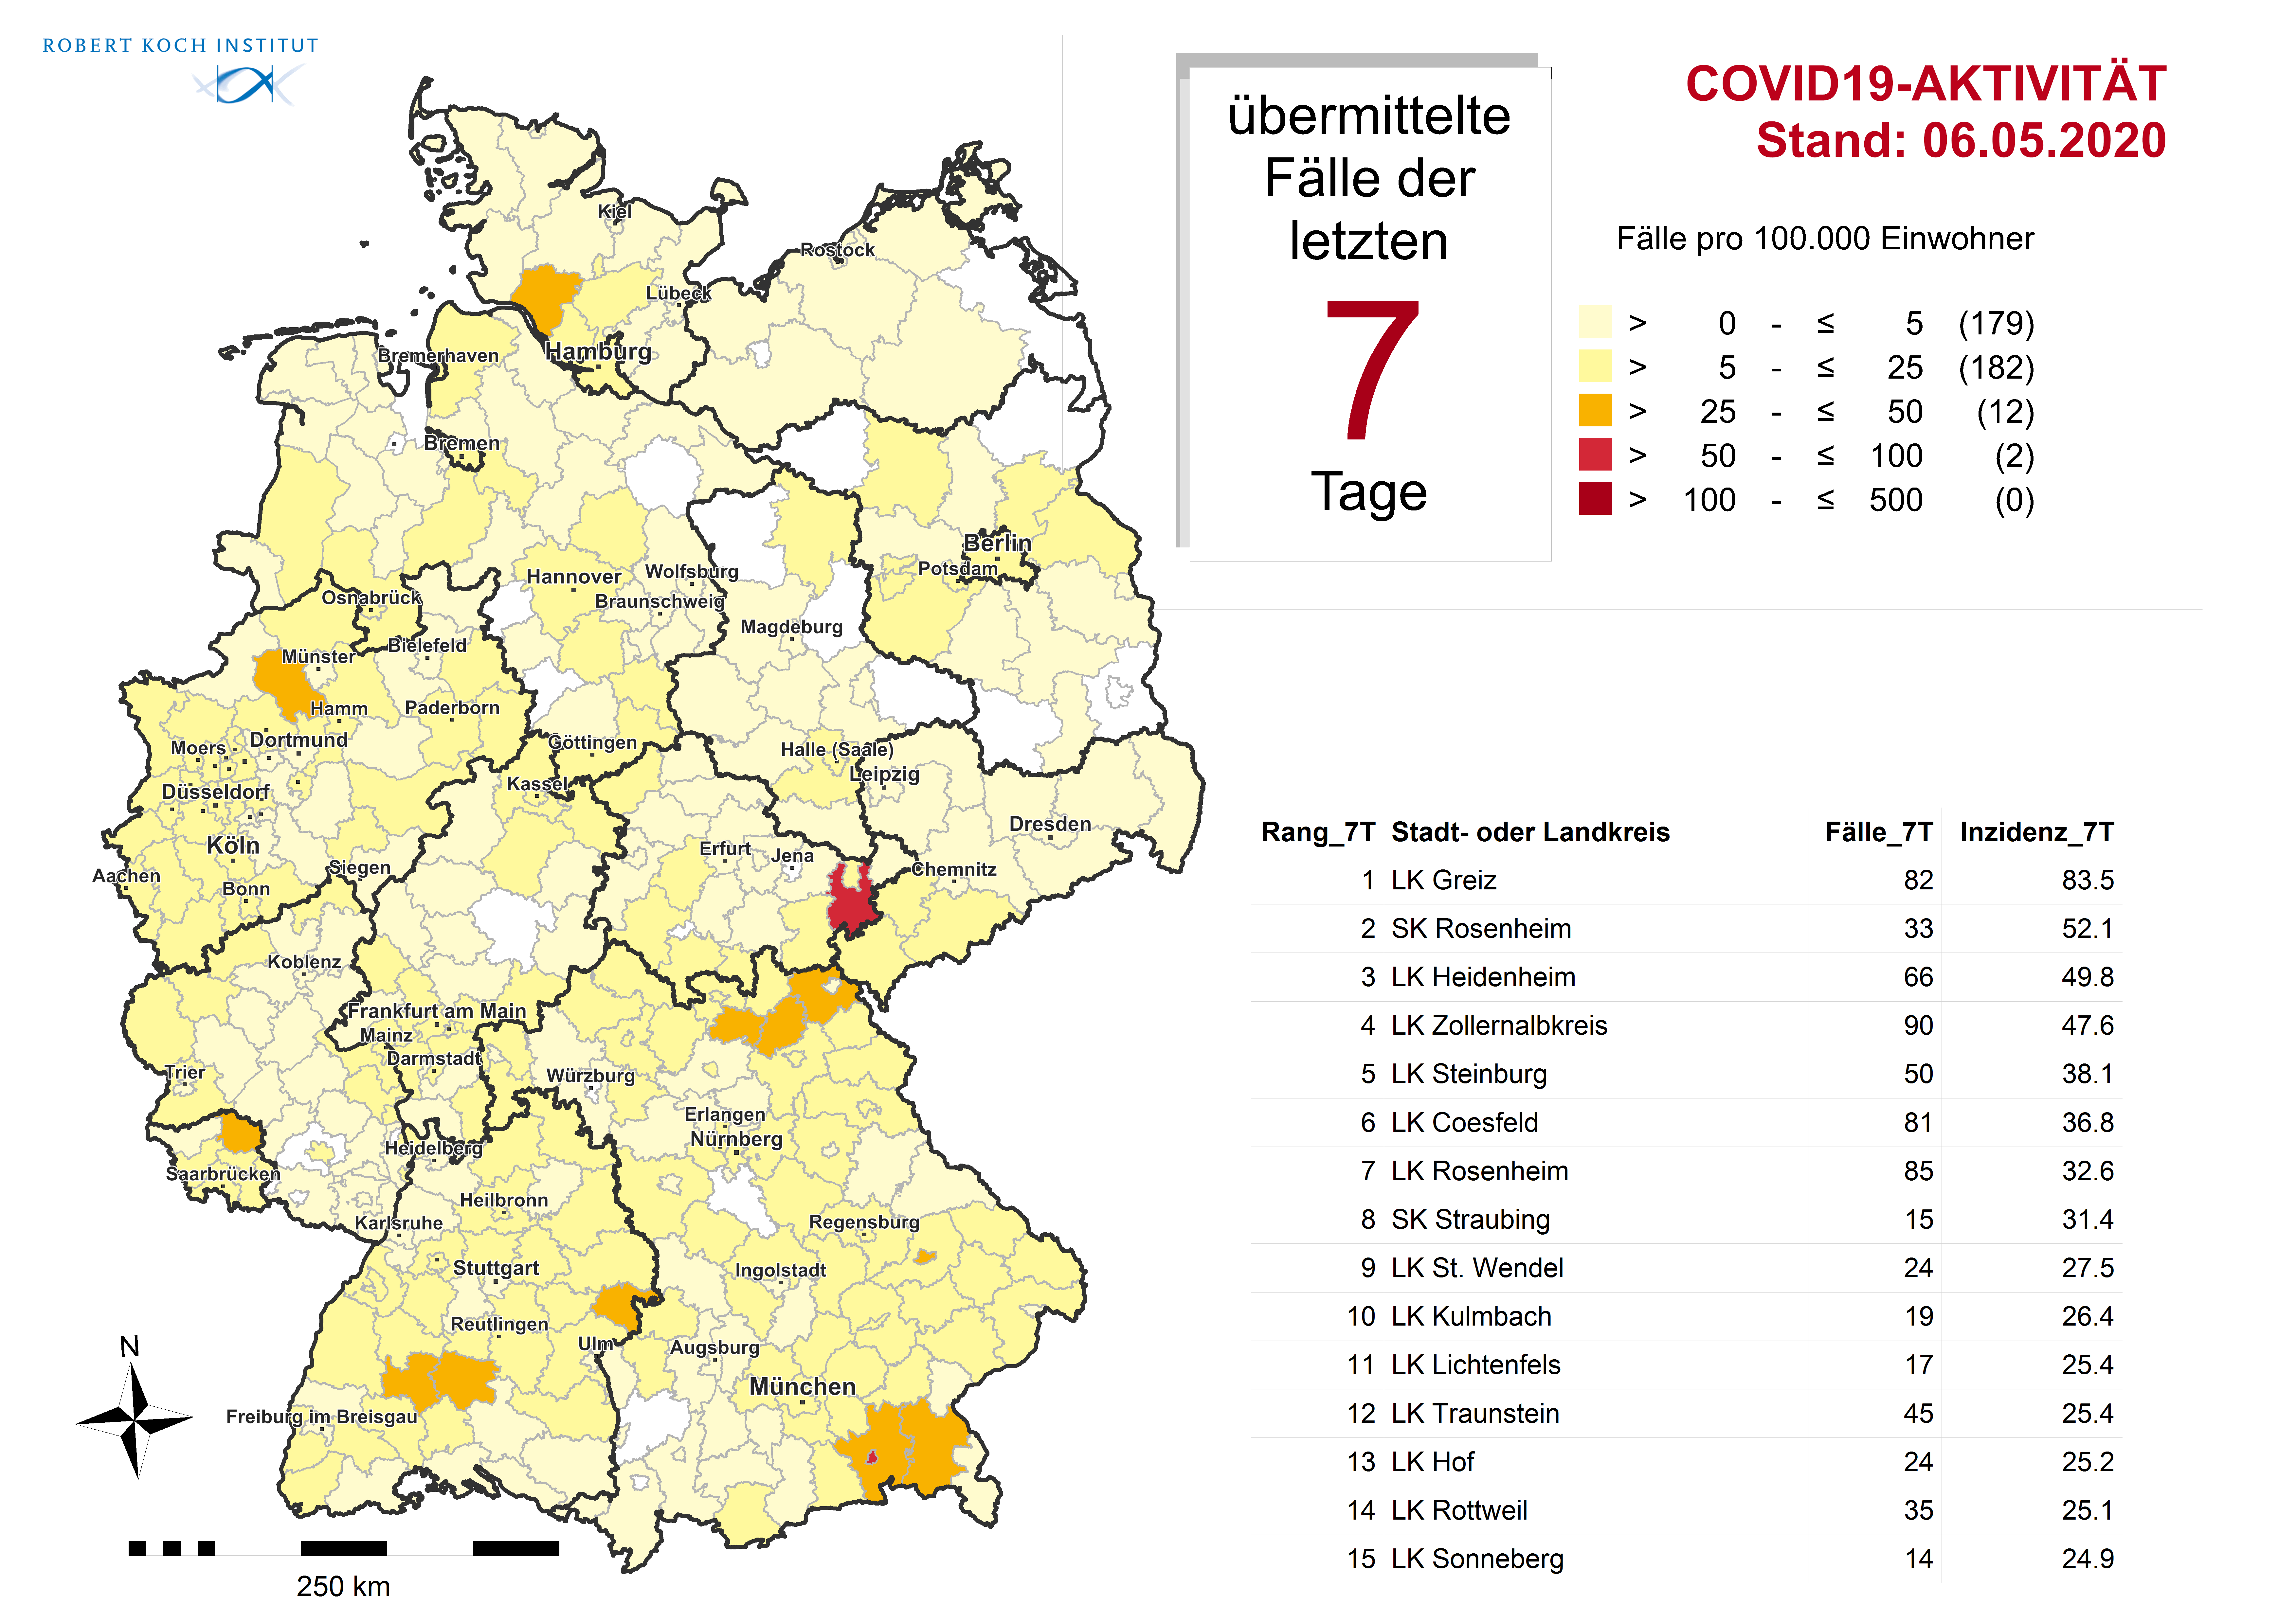 ROBERT KOCH INSTITUT
COVID19-AKTIVITÄT
Stand: 06.05.2020
übermittelte
Fälle der
letzten
7
Tage
Fälle pro 100.000 Einwohner
> 0 - ≤ 5 (179)
> 5 - ≤ 25 (182)
> 25 - ≤ 50 (12)
> 50 - ≤ 100 (2)
> 100 - ≤ 500 (0)
Kiel
Rostock
Lübeck
Hamburg
Bremerhaven
Bremen
Berlin
Potsdam
Hannover
Wolfsburg
Braunschweig
Osnabrück
Magdeburg
Bielefeld
Münster
Hamm
Paderborn
Moers
Dortmund
Göttingen
Halle (Saale)
Leipzig
Kassel
Düsseldorf
Dresden
Köln
Erfurt
Jena
Chemnitz
Siegen
Aachen
Bonn
Koblenz
Frankfurt am Main
Mainz
Darmstadt
Trier
Würzburg
Erlangen
Nürnberg
Heidelberg
Saarbrücken
Heilbronn
Karlsruhe
Regensburg
Stuttgart
Ingolstadt
Reutlingen
Ulm
Augsburg
München
Freiburg im Breisgau
N
250 km
Rang_7T Stadt- oder Landkreis Fälle_7T Inzidenz_7T
1 LK Greiz 82 83.5
2 SK Rosenheim 33 52.1
3 LK Heidenheim 66 49.8
4 LK Zollernalbkreis 90 47.6
5 LK Steinburg 50 38.1
6 LK Coesfeld 81 36.8
7 LK Rosenheim 85 32.6
8 SK Straubing 15 31.4
9 LK St. Wendel 24 27.5
10 LK Kulmbach 19 26.4
11 LK Lichtenfels 17 25.4
12 LK Traunstein 45 25.4
13 LK Hof 24 25.2
14 LK Rottweil 35 25.1
15 LK Sonneberg 14 24.9